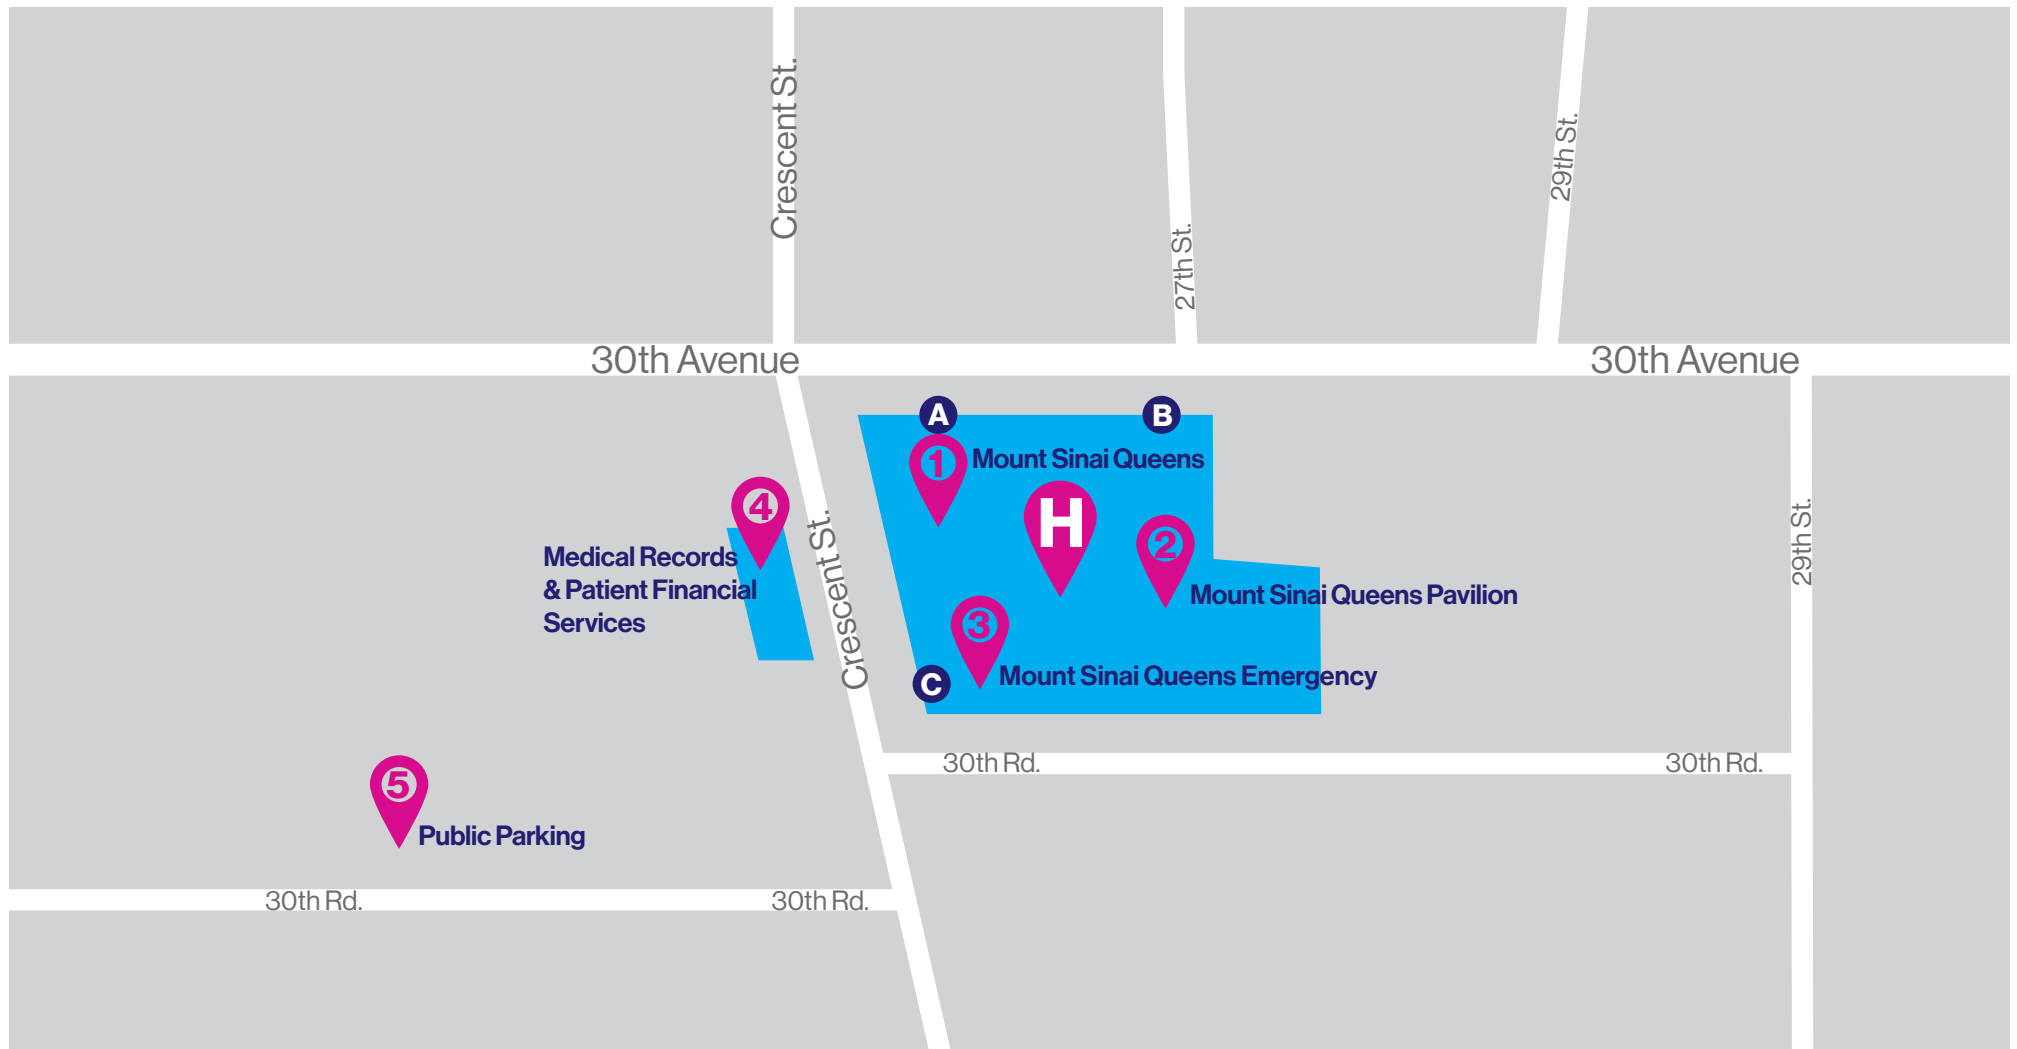 Crescent St.
27th St.
29th St.
30th Avenue
30th Avenue
A
B
1
Mount Sinai Queens
H
2
Mount Sinai Queens Pavilion
3
Mount Sinai Queens Emergency
C
4
Medical Records
& Patient Financial
Services
Crescent St.
29th St.
30th Rd.
30th Rd.
5
Public Parking
30th Rd.
30th Rd.